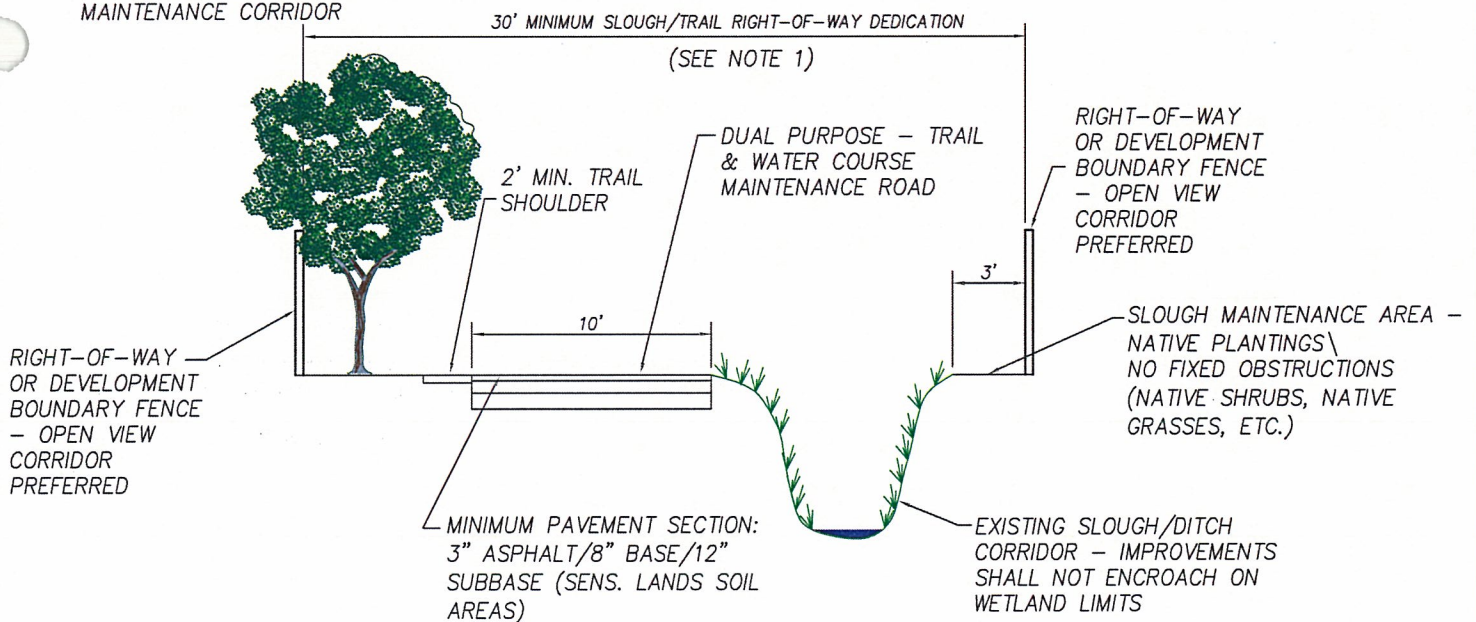 MAINTENANCE CORRIDOR
30' MINIMUM SLOUGH/TRAIL RIGHT-OF-WAY DEDICATION
(SEE NOTE 1)
RIGHT-OF-WAY
OR DEVELOPMENT
BOUNDARY FENCE
- OPEN VIEW
CORRIDOR
PREFERRED
DUAL PURPOSE - TRAIL
& WATER COURSE
MAINTENANCE ROAD
2' MIN. TRAIL
SHOULDER
3'
10'
SLOUGH MAINTENANCE AREA -
NATIVE PLANTINGS\
NO FIXED OBSTRUCTIONS
(NATIVE SHRUBS, NATIVE
GRASSES, ETC.)
RIGHT-OF-WAY
OR DEVELOPMENT
BOUNDARY FENCE
- OPEN VIEW
CORRIDOR
PREFERRED
MINIMUM PAVEMENT SECTION:
3" ASPHALT/8" BASE/12"
SUBBASE (SENS. LANDS SOIL
AREAS)
EXISTING SLOUGH/DITCH
CORRIDOR - IMPROVEMENTS
SHALL NOT ENCROACH ON
WETLAND LIMITS